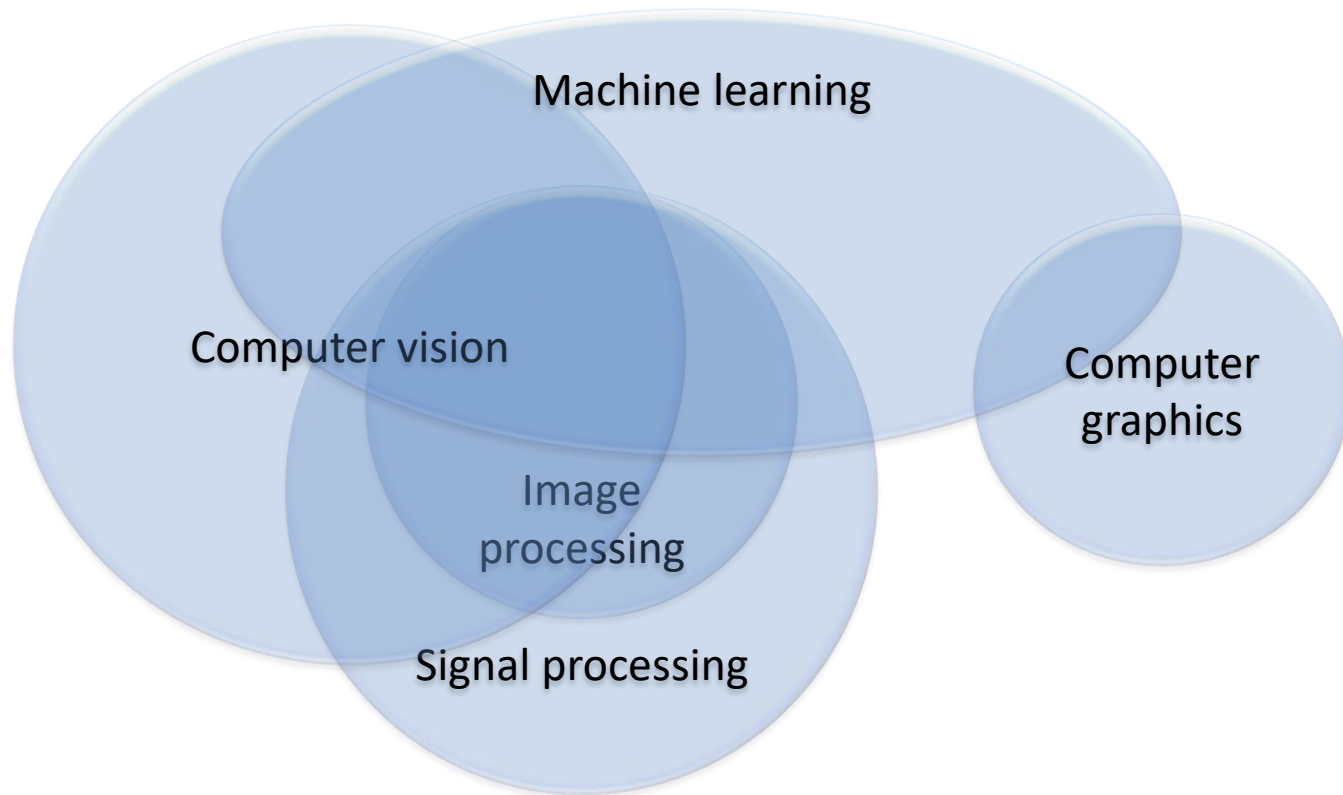 Machine learning
Computer vision
Computer
graphics
Image
processing
Signal processing